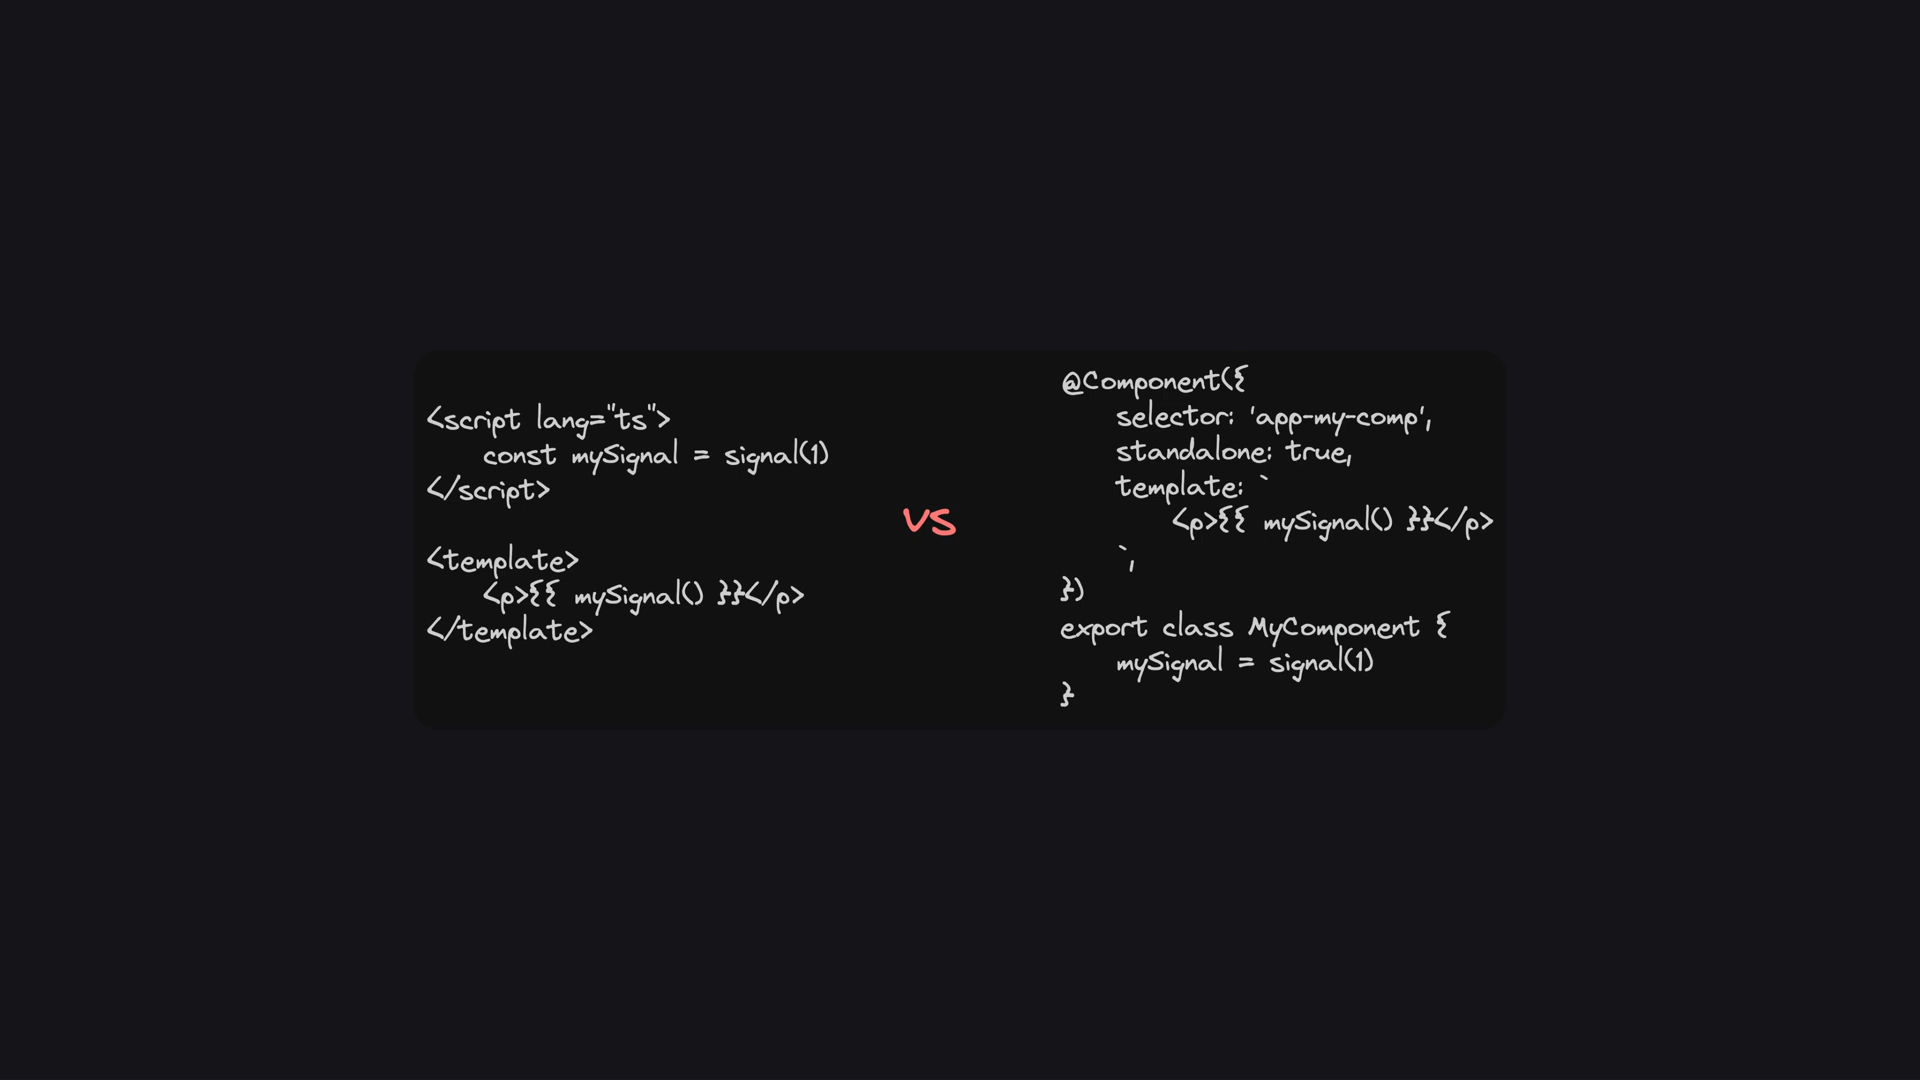 <script lang="ts">
const mySignal = signal(1)
</script>
<template>
<p>{{ mySignal() }}</p>
</template>
vs
@Component({
selector: 'app-my-comp',
standalone: true,
template: `
<p>{{ mySignal() }}</p>
`,
})
export class MyComponent {
mySignal = signal(1)
}